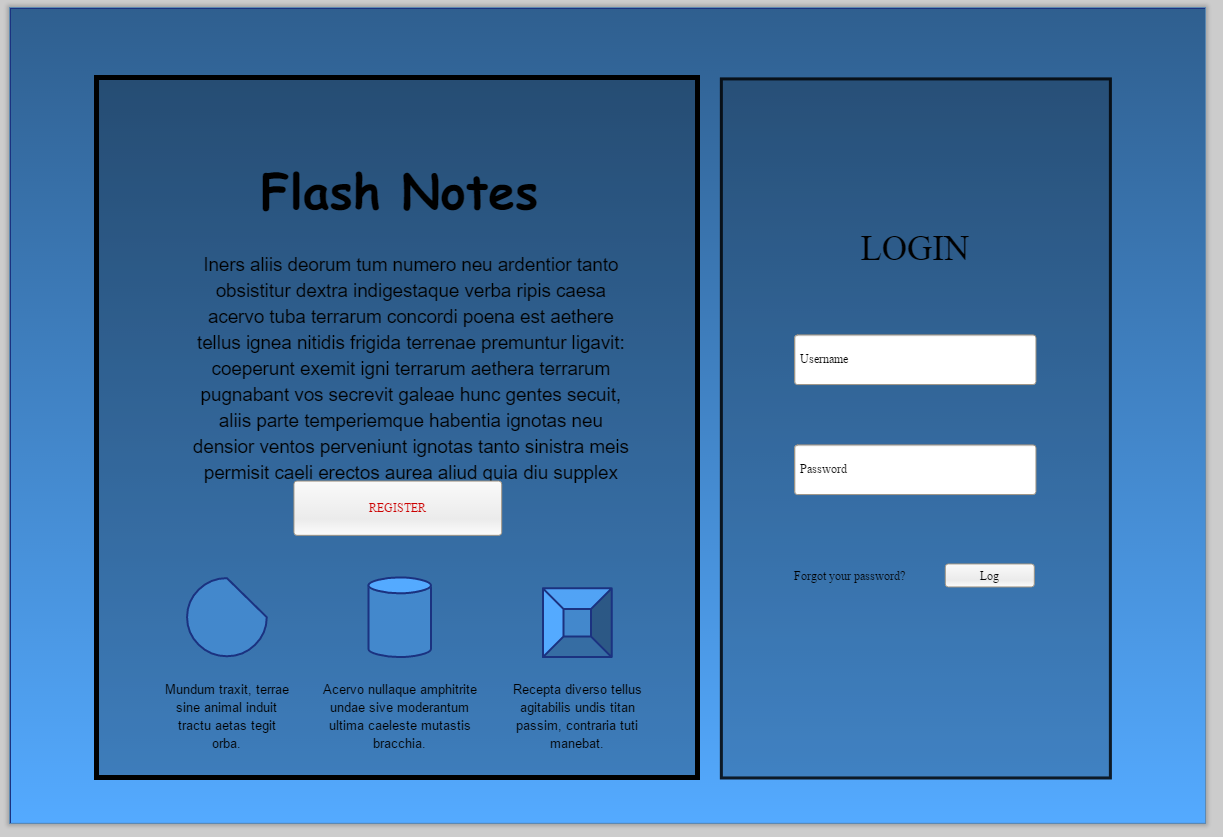 Flash Notes
Iners aliis deorum tum numero neu ardentior tanto
obsistitur dextra indigestaque verba ripis caesa
acervo tuba terrarum concordi poena est aethere
tellus ignea nitidis frigida terrenae premuntur ligavit:
coeperunt exemit igni terrarum aethera terrarum
pugnabant vos secrevit galeae hunc gentes secuit,
aliis parte temperiemque habentia ignotas neu
densior ventos perveniunt ignotas tanto sinistra meis
permisit caeli erectos aurea aliud quia diu supplex
REGISTER
Mundum traxit, terrae
sine animal induit
tractu aetas tegit
orba.
Acervo nullaque amphitrite
undae sive moderantum
ultima caeleste mutastis
bracchia.
Recepta diverso tellus
agitabilis undis titan
passim, contraria tuti
manebat.
LOGIN
Username
Password
Forgot your password?
Log